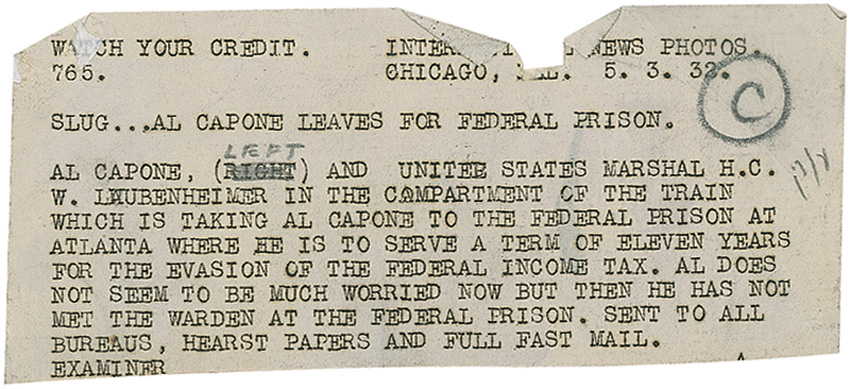 WATCH YOUR CREDIT. INTERNATIONAL NEWS PHOTOS.
765. CHICAGO, ILL. 5. 3. 32.
C
SLUG...AL CAPONE LEAVES FOR FEDERAL PRISON.
LEFT
AL CAPONE, (RIGHT) AND UNITEE STATES MARSHAL H.C.
W. LAUBENHEIMER IN THE COMPARTMENT OF THE TRAIN
WHICH IS TAKING AL CAPONE TO THE FEDERAL PRISON AT
ATLANTA WHERE HE IS TO SERVE A TERM OF ELEVEN YEARS
FOR THE EVASION OF THE FEDERAL INCOME TAX. AL DOES
NOT SEEM TO BE MUCH WORRIED NOW BUT THEN HE HAS NOT
MET THE WARDEN AT THE FEDERAL PRISON. SENT TO ALL
BUREAUS, HEARST PAPERS AND FULL FAST MAIL.
EXAMINER